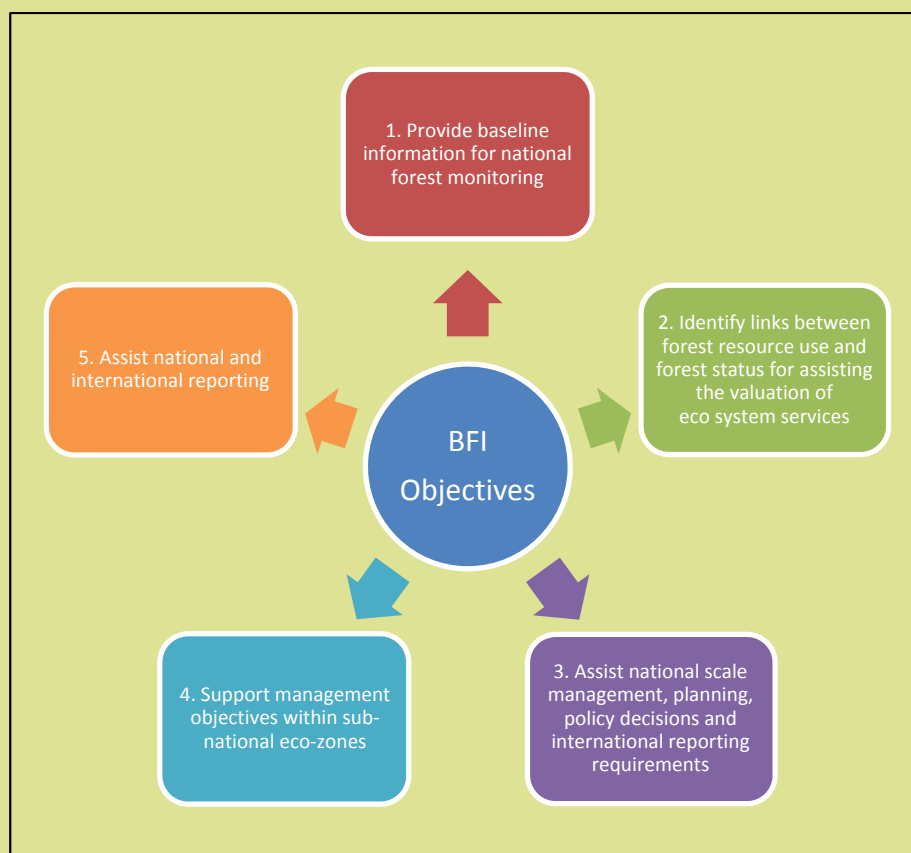 1. Provide baseline
information for national
forest monitoring
2. Identify links between
forest resource use and
forest status for assisting
the valuation of
eco system services
3. Assist national scale
management, planning,
policy decisions and
international reporting
requirements
4. Support management
objectives within sub-
national eco-zones
5. Assist national and
international reporting
BFI
Objectives